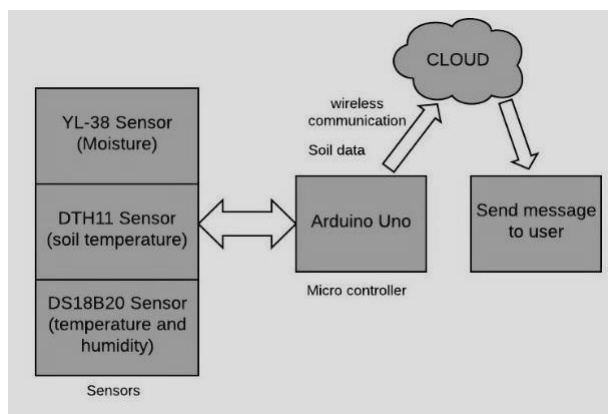 CLOUD
wireless
communication
Soil data
YL-38 Sensor
(Moisture)
DTH11 Sensor
(soil temperature)
DS18B20 Sensor
(temperature and
humidity)
Sensors
Arduino Uno
Micro controller
Send message
to user